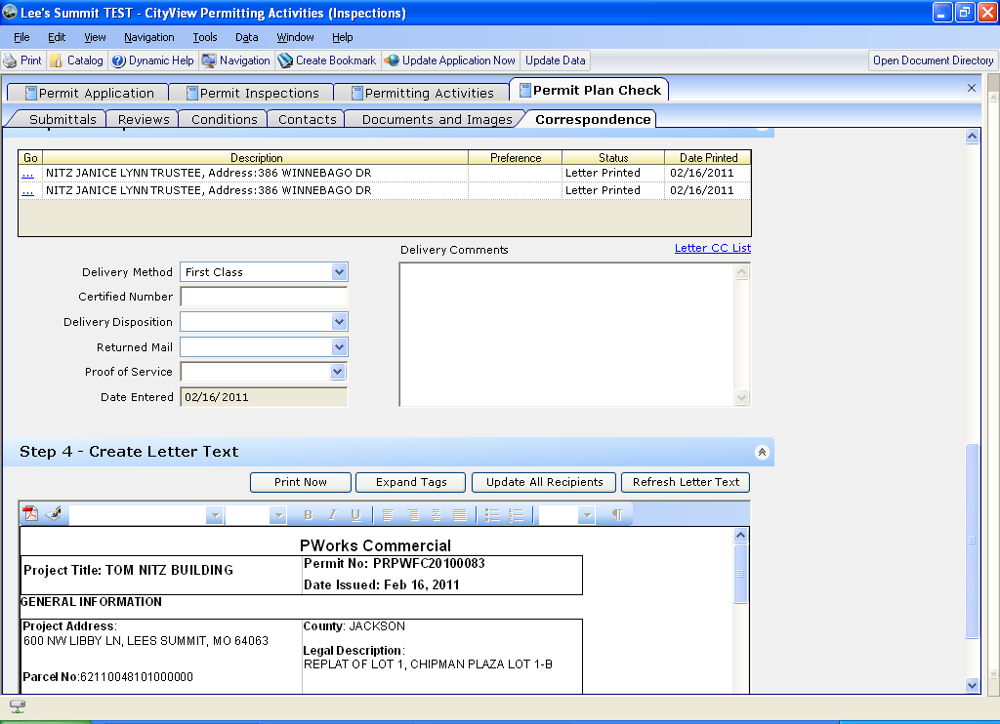 Lee's Summit TEST - CityView Permitting Activities (Inspections)
File Edit View Navigation Tools Data Window Help
Print Catalog Dynamic Help Navigation Create Bookmark Update Application Now Update Data Open Document Directory
Permit Application Permit Inspections Permitting Activities Permit Plan Check
Submittals Reviews Conditions Contacts Documents and Images Correspondence
Go Description Preference Status Date Printed
... NITZ JANICE LYNN TRUSTEE, Address:386 WINNEBAGO DR Letter Printed 02/16/2011
... NITZ JANICE LYNN TRUSTEE, Address:386 WINNEBAGO DR Letter Printed 02/16/2011
Delivery Comments Letter CC List
Delivery Method First Class
Certified Number
Delivery Disposition
Returned Mail
Proof of Service
Date Entered 02/16/2011
Step 4 - Create Letter Text
Print Now Expand Tags Update All Recipients Refresh Letter Text
B I U ¶
PWorks Commercial
Project Title: TOM NITZ BUILDING
Permit No: PRPWFC20100083
Date Issued: Feb 16, 2011
GENERAL INFORMATION
Project Address:
600 NW LIBBY LN, LEES SUMMIT, MO 64063
Parcel No:62110048101000000
County: JACKSON
Legal Description:
REPLAT OF LOT 1, CHIPMAN PLAZA LOT 1-B